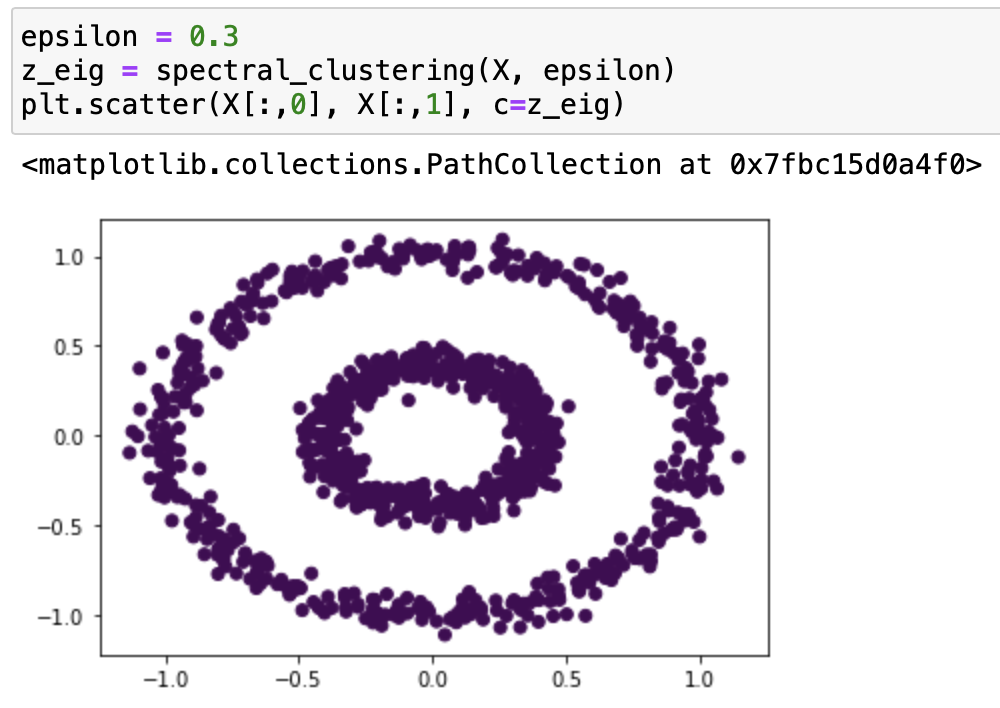 epsilon = 0.3
z_eig = spectral_clustering(X, epsilon)
plt.scatter(X[:,0], X[:,1], c=z_eig)
<matplotlib.collections.PathCollection at 0x7fbc15d0a4f0>
1.0
0.5
0.0
−0.5
−1.0
−1.0 −0.5 0.0 0.5 1.0